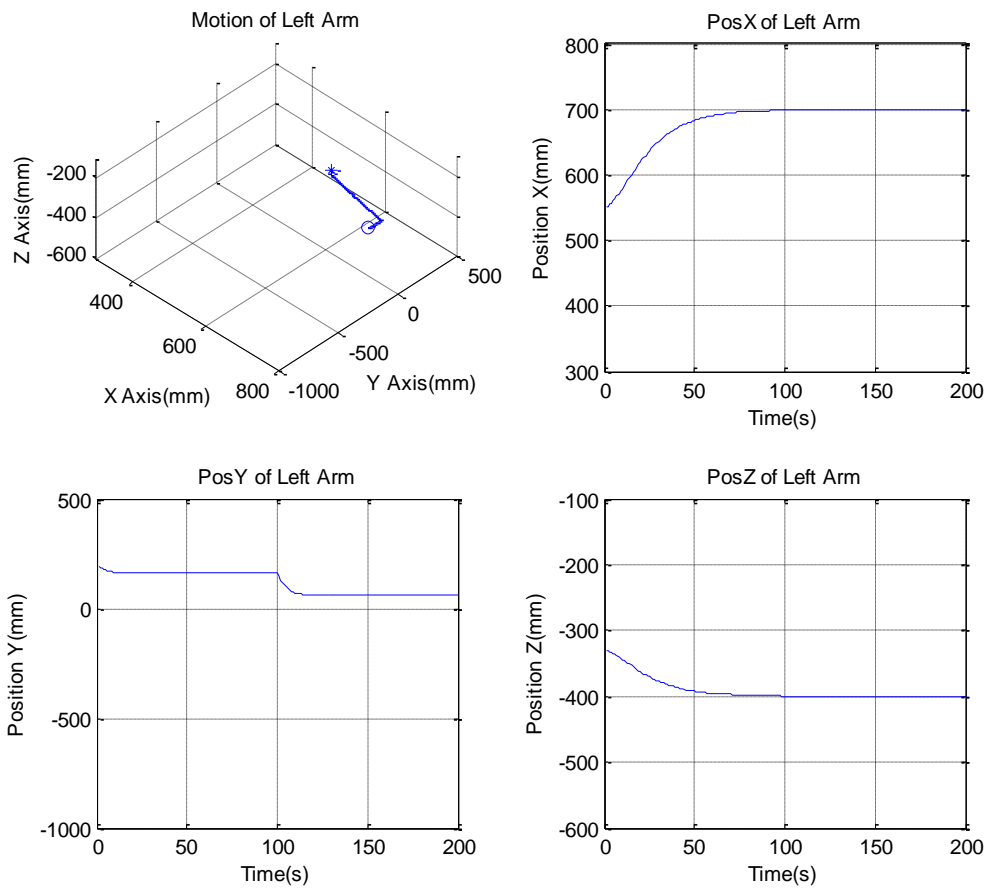 Motion of Left Arm
Z Axis(mm)
-200
-400
-600
400
600
800
X Axis(mm)
-1000
-500
0
500
Y Axis(mm)
PosX of Left Arm
Position X(mm)
800
700
600
500
400
300
0 50 100 150 200
Time(s)
PosY of Left Arm
Position Y(mm)
500
0
-500
-1000
0 50 100 150 200
Time(s)
PosZ of Left Arm
Position Z(mm)
-100
-200
-300
-400
-500
-600
0 50 100 150 200
Time(s)